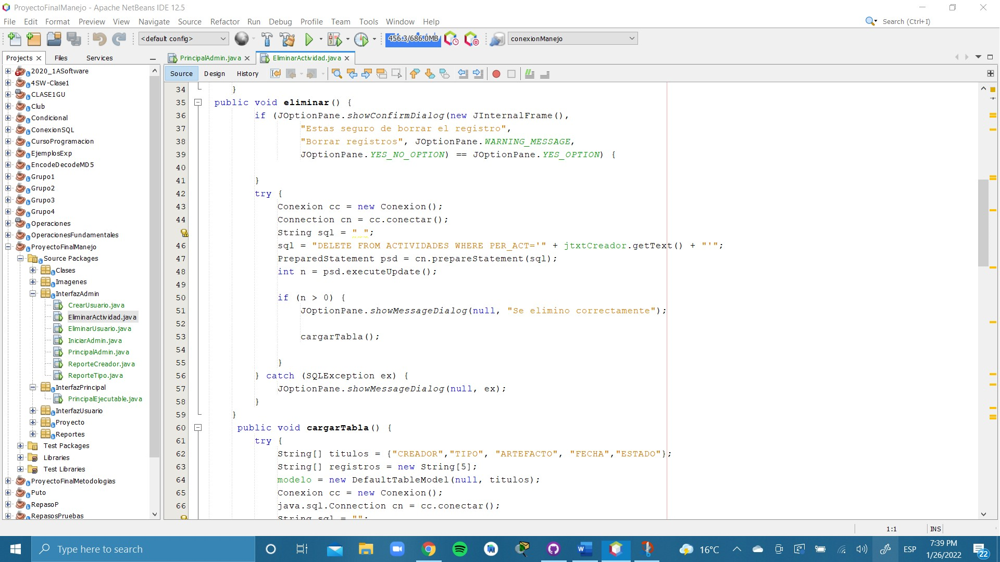 ProyectoFinalManejo - Apache NetBeans IDE 12.5
File Edit Format Preview View Navigate Source Refactor Run Debug Profile Team Tools Window Help
Search (Ctrl+I)
<default config>
456.3/686.0MB
conexionManejo
Projects Files Services
PrincipalAdmin.java EliminarActividad.java
Source Design History
2020_1ASoftware
4SW-Clase1
CLASE1GU
Club
Condicional
ConexionSQL
CursoProgramacion
EjemplosExp
EncodeDecodeMD5
Grupo1
Grupo2
Grupo3
Grupo4
Operaciones
OperacionesFundamentales
ProyectoFinalManejo
Source Packages
Clases
Imagenes
InterfazAdmin
CrearUsuario.java
EliminarActividad.java
EliminarUsuario.java
IniciarAdmin.java
PrincipalAdmin.java
ReporteCreador.java
ReporteTipo.java
InterfazPrincipal
PrincipalEjecutable.java
InterfazUsuario
Proyecto
Reportes
Test Packages
Libraries
Test Libraries
ProyectoFinalMetodologias
Puto
RepasoP
RepasosPruebas
34 }
35 public void eliminar() {
36 if (JOptionPane.showConfirmDialog(new JInternalFrame(),
37 "Estas seguro de borrar el registro",
38 "Borrar registros", JOptionPane.WARNING_MESSAGE,
39 JOptionPane.YES_NO_OPTION) == JOptionPane.YES_OPTION) {
40
41 }
42 try {
43 Conexion cc = new Conexion();
44 Connection cn = cc.conectar();
String sql = " ";
46 sql = "DELETE FROM ACTIVIDADES WHERE PER_ACT='" + jtxtCreador.getText() + "'";
47 PreparedStatement psd = cn.prepareStatement(sql);
48 int n = psd.executeUpdate();
49
50 if (n > 0) {
51 JOptionPane.showMessageDialog(null, "Se elimino correctamente");
52
53 cargarTabla();
54
55 }
56 } catch (SQLException ex) {
57 JOptionPane.showMessageDialog(null, ex);
58 }
59 }
60 public void cargarTabla() {
61 try {
62 String[] titulos = {"CREADOR","TIPO", "ARTEFACTO", "FECHA","ESTADO"};
63 String[] registros = new String[5];
64 modelo = new DefaultTableModel(null, titulos);
65 Conexion cc = new Conexion();
66 java.sql.Connection cn = cc.conectar();
String sql = "";
1:1 INS
Type here to search
16°C
ESP
7:39 PM
1/26/2022
22